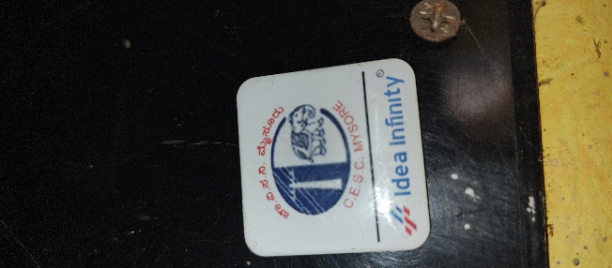 ಚಾ.ವಿ.ಸ.ನಿ. ಮೈಸೂರು
C.E.S.C. MYSORE
Idea Infinity